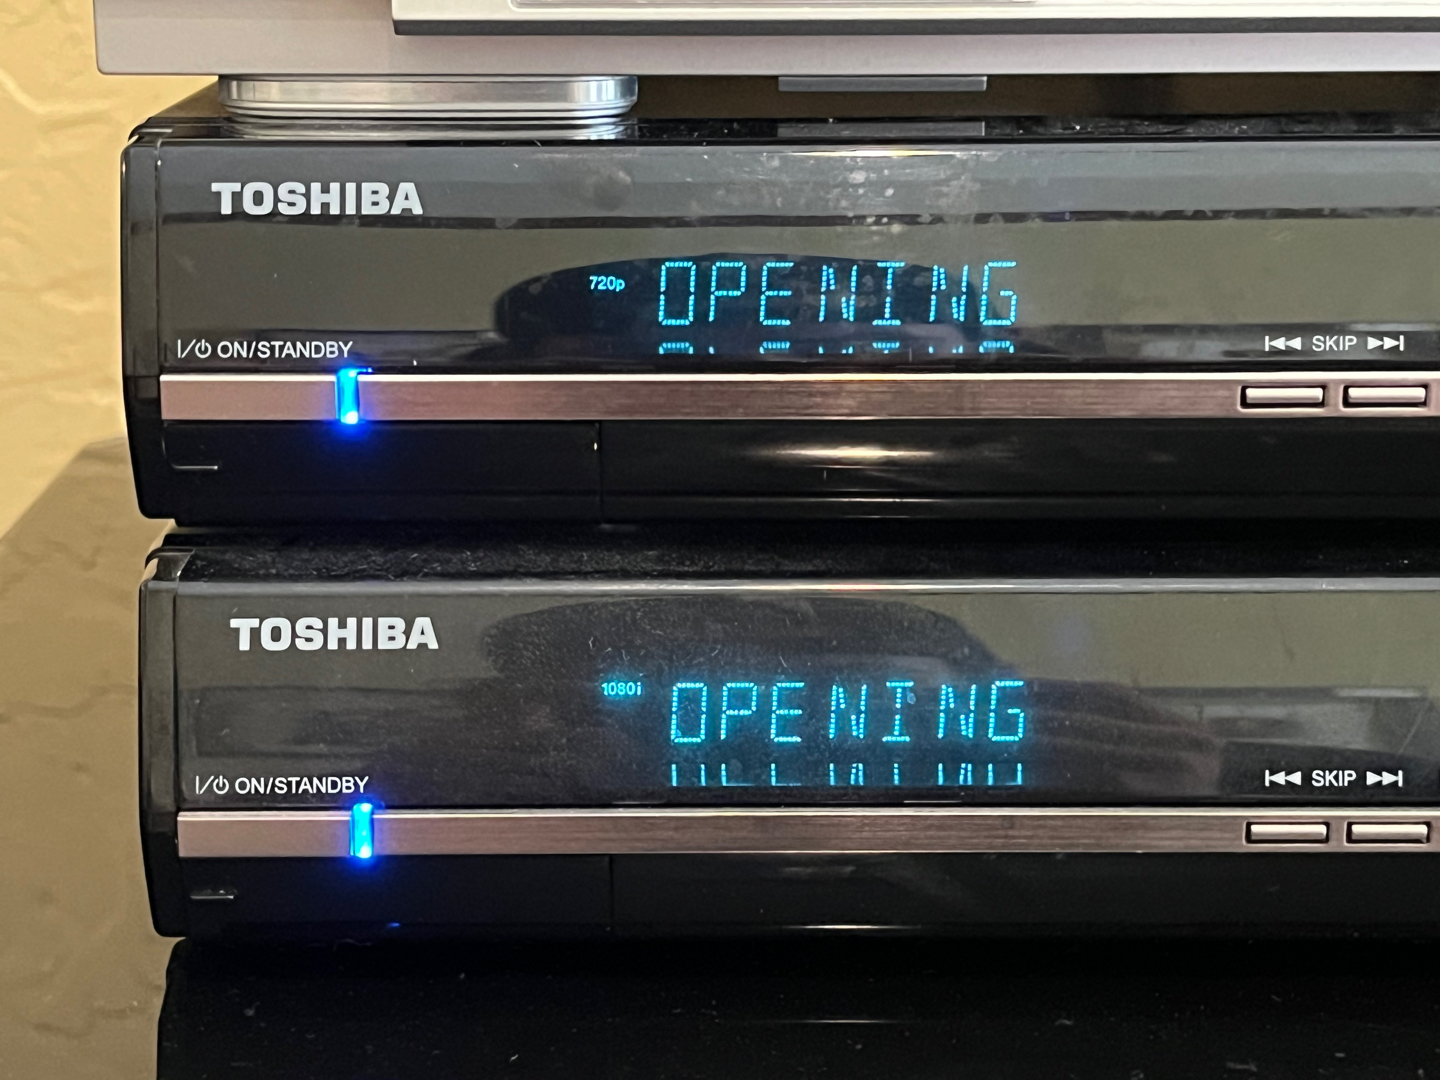 TOSHIBA
720p OPENING
I/⏻ ON/STANDBY
⏮ SKIP ⏭
TOSHIBA
1080i OPENING
I/⏻ ON/STANDBY
⏮ SKIP ⏭